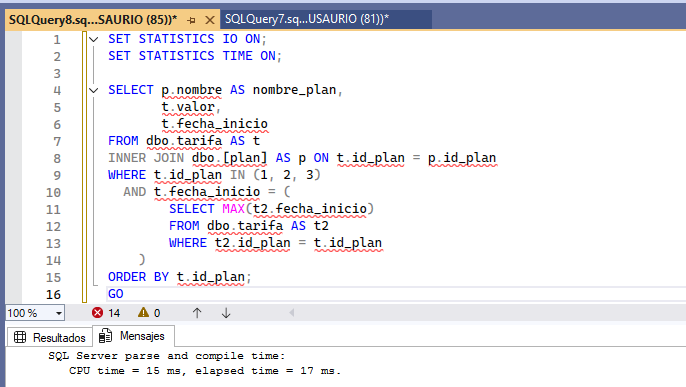 SQLQuery8.sq...SAURIO (85))*
SQLQuery7.sq...USAURIO (81))*
1 SET STATISTICS IO ON;
2 SET STATISTICS TIME ON;
3
4 SELECT p.nombre AS nombre_plan,
5 t.valor,
6 t.fecha_inicio
7 FROM dbo.tarifa AS t
8 INNER JOIN dbo.[plan] AS p ON t.id_plan = p.id_plan
9 WHERE t.id_plan IN (1, 2, 3)
10 AND t.fecha_inicio = (
11 SELECT MAX(t2.fecha_inicio)
12 FROM dbo.tarifa AS t2
13 WHERE t2.id_plan = t.id_plan
14 )
15 ORDER BY t.id_plan;
16 GO
100 % 14 0
Resultados Mensajes
SQL Server parse and compile time:
CPU time = 15 ms, elapsed time = 17 ms.